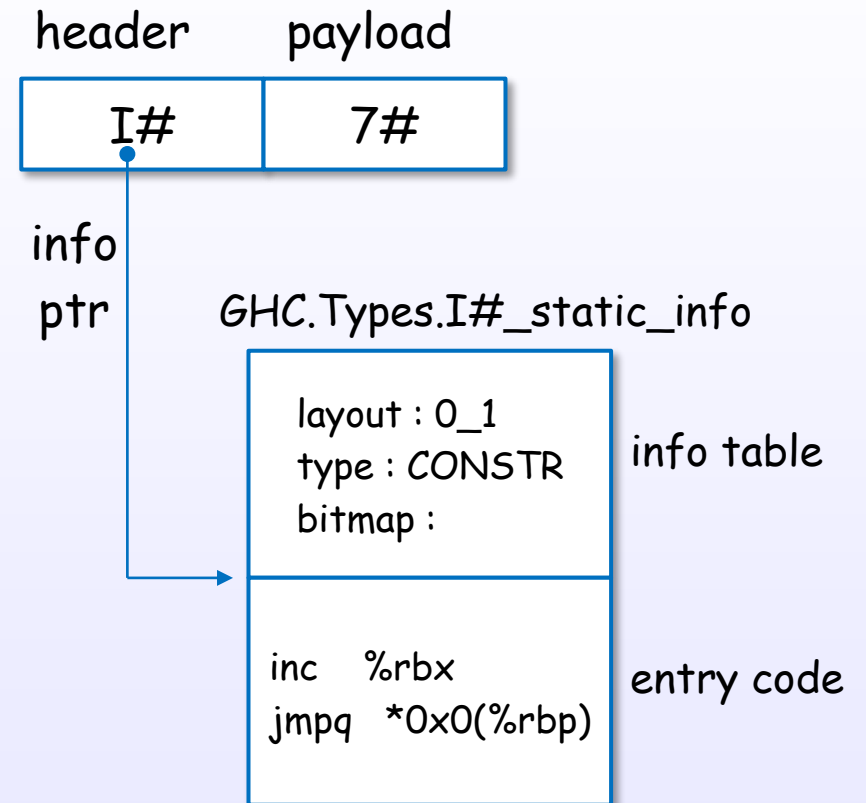 header payload
I# 7#
info
ptr
GHC.Types.I#_static_info
layout : 0_1
type : CONSTR
bitmap :
info table
inc %rbx
jmpq *0x0(%rbp)
entry code